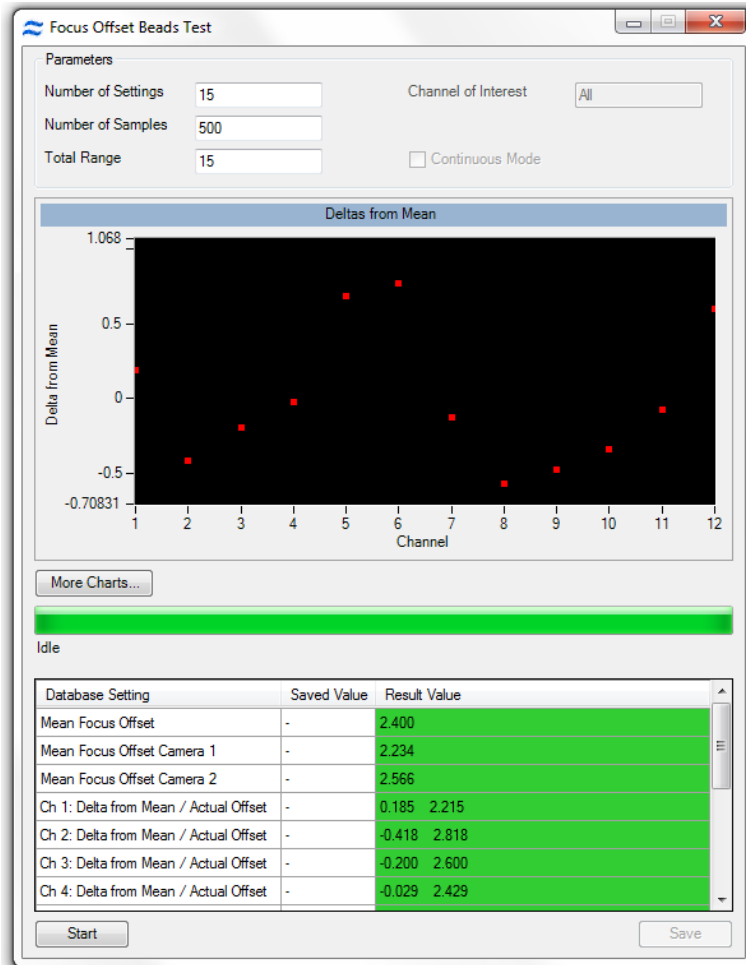 Focus Offset Beads Test
Parameters
Number of Settings 15 Channel of Interest All
Number of Samples 500
Total Range 15 Continuous Mode
Deltas from Mean
1.068
0.5
0
-0.5
-0.70831
Delta from Mean
1 2 3 4 5 6 7 8 9 10 11 12
Channel
More Charts...
Idle
Database Setting Saved Value Result Value
Mean Focus Offset - 2.400
Mean Focus Offset Camera 1 - 2.234
Mean Focus Offset Camera 2 - 2.566
Ch 1: Delta from Mean / Actual Offset - 0.185 2.215
Ch 2: Delta from Mean / Actual Offset - -0.418 2.818
Ch 3: Delta from Mean / Actual Offset - -0.200 2.600
Ch 4: Delta from Mean / Actual Offset - -0.029 2.429
Start Save